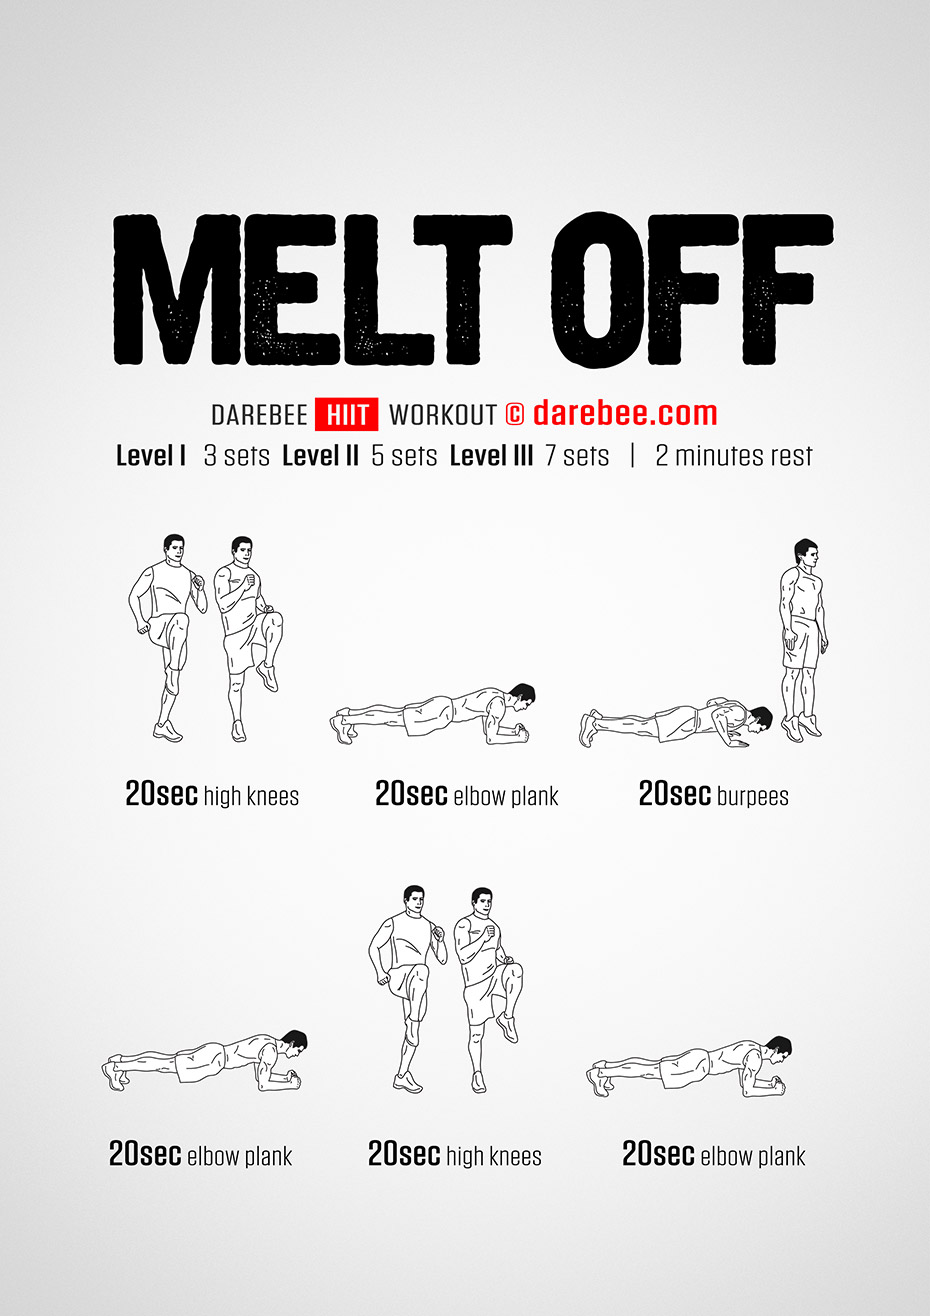 MELT OFF
DAREBEE HIIT WORKOUT © darebee.com
Level I 3 sets Level II 5 sets Level III 7 sets | 2 minutes rest
20sec high knees
20sec elbow plank
20sec burpees
20sec elbow plank
20sec high knees
20sec elbow plank